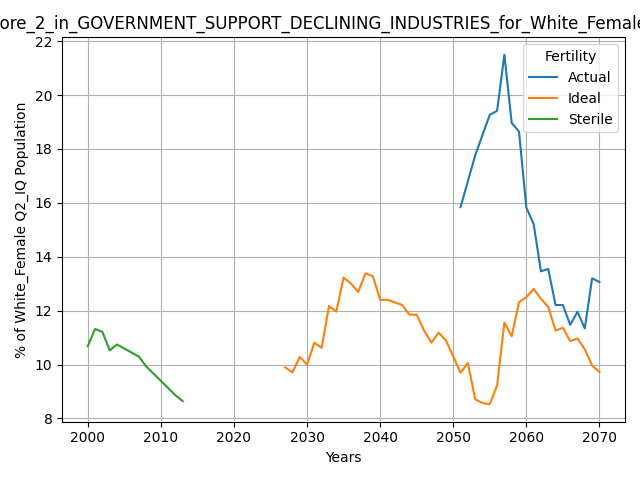 ore_2_in_GOVERNMENT_SUPPORT_DECLINING_INDUSTRIES_for_White_Female
Fertility
Actual
Ideal
Sterile
% of White_Female Q2_IQ Population
22
20
18
16
14
12
10
8
2000 2010 2020 2030 2040 2050 2060 2070
Years